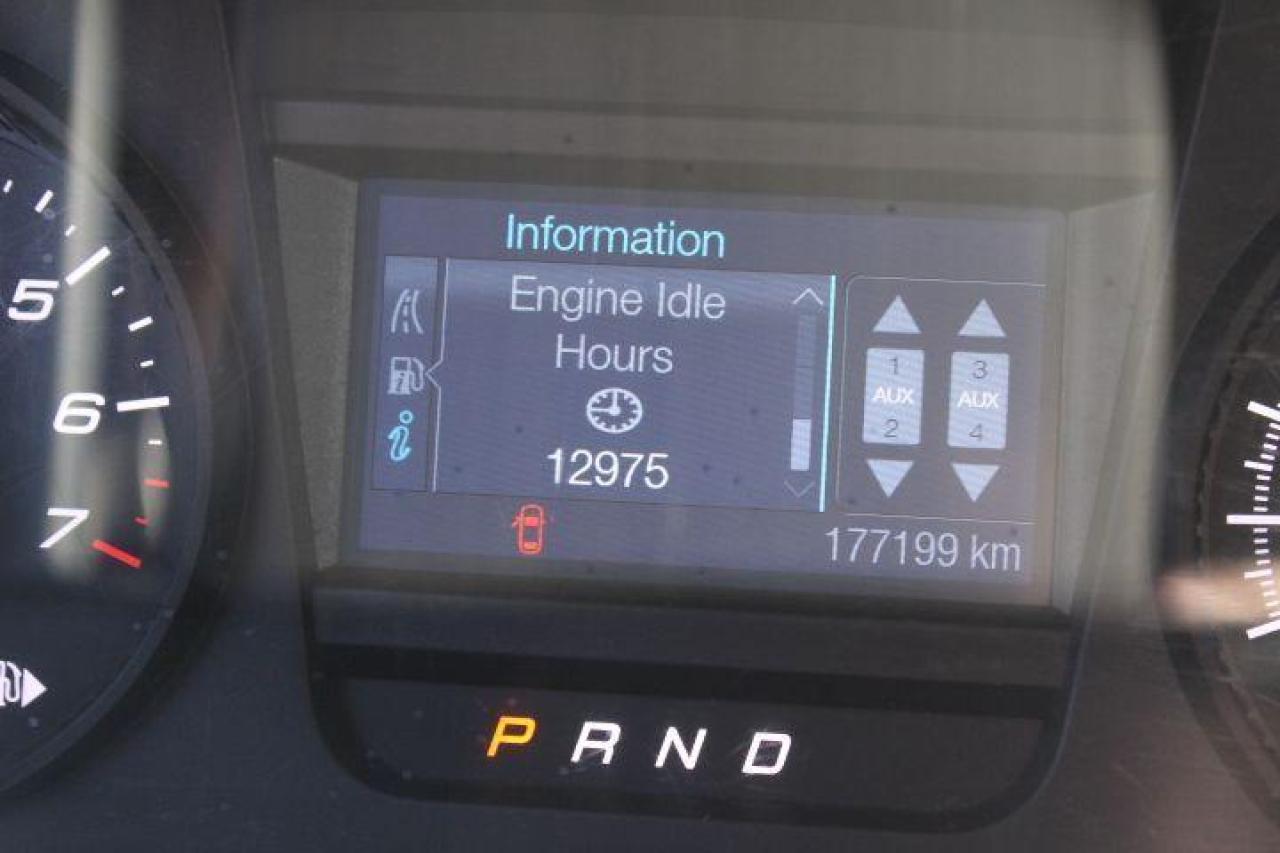 Information
Engine Idle
Hours
12975
1
AUX
2
3
AUX
4
177199 km
5
6
7
P R N D